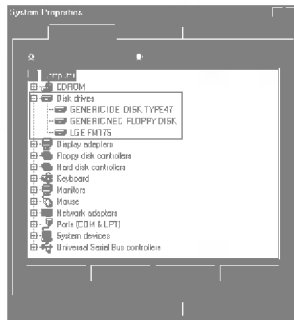 System Properties
Computer
CDROM
Disk drives
GENERIC IDE DISK TYPE47
GENERIC NEC FLOPPY DISK
LGE FM175
Display adapters
Floppy disk controllers
Hard disk controllers
Keyboard
Monitors
Mouse
Network adapters
Ports (COM & LPT)
System devices
Universal Serial Bus controllers